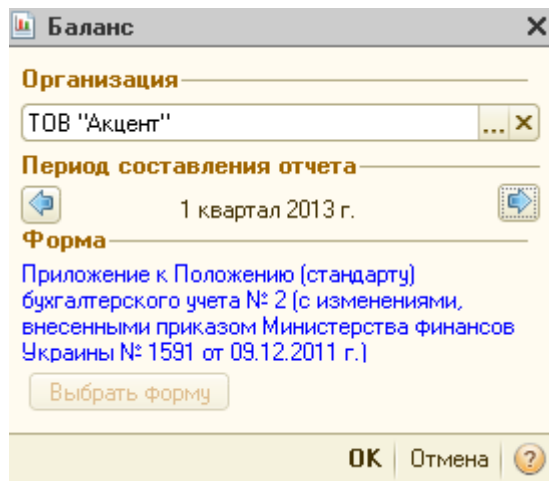 Баланс
Организация
ТОВ "Акцент"
...
Период составления отчета
1 квартал 2013 г.
Форма
Приложение к Положению (стандарту)
бухгалтерского учета № 2 (с изменениями,
внесенными приказом Министерства финансов
Украины № 1591 от 09.12.2011 г.)
Выбрать форму
OK Отмена ?